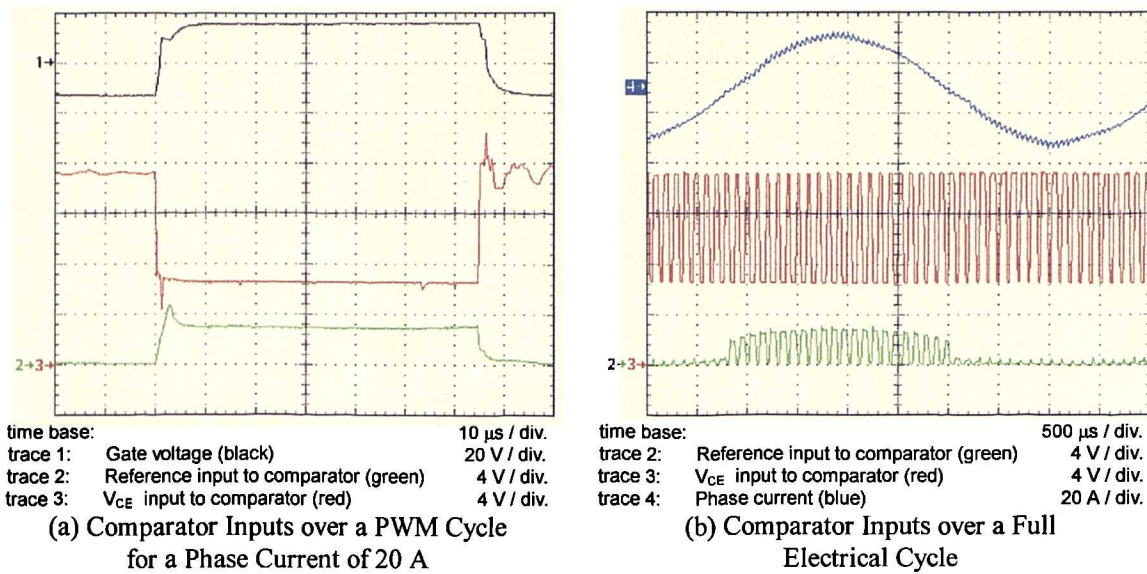 1→
2→3→
4→
2→3→
time base: 10 µs / div.
trace 1: Gate voltage (black) 20 V / div.
trace 2: Reference input to comparator (green) 4 V / div.
trace 3: VCE input to comparator (red) 4 V / div.
(a) Comparator Inputs over a PWM Cycle
for a Phase Current of 20 A
time base: 500 µs / div.
trace 2: Reference input to comparator (green) 4 V / div.
trace 3: VCE input to comparator (red) 4 V / div.
trace 4: Phase current (blue) 20 A / div.
(b) Comparator Inputs over a Full
Electrical Cycle